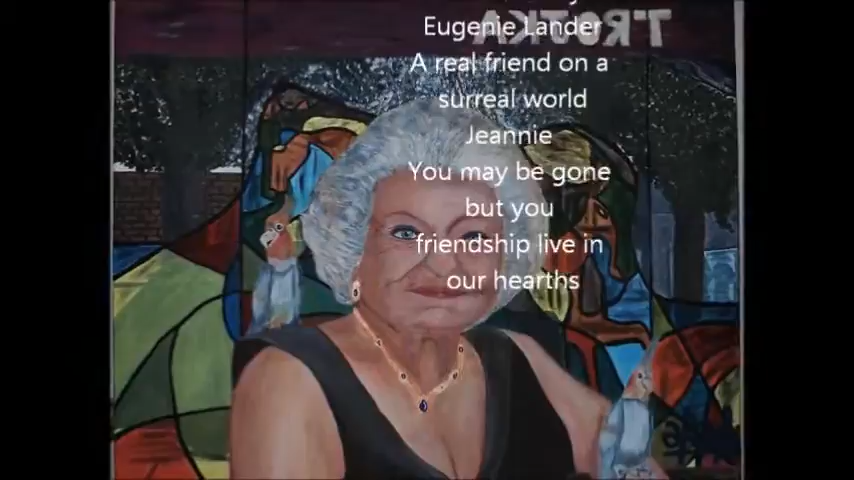 Eugenie Lander
A real friend on a
surreal world
Jeannie
You may be gone
but you
friendship live in
our hearths